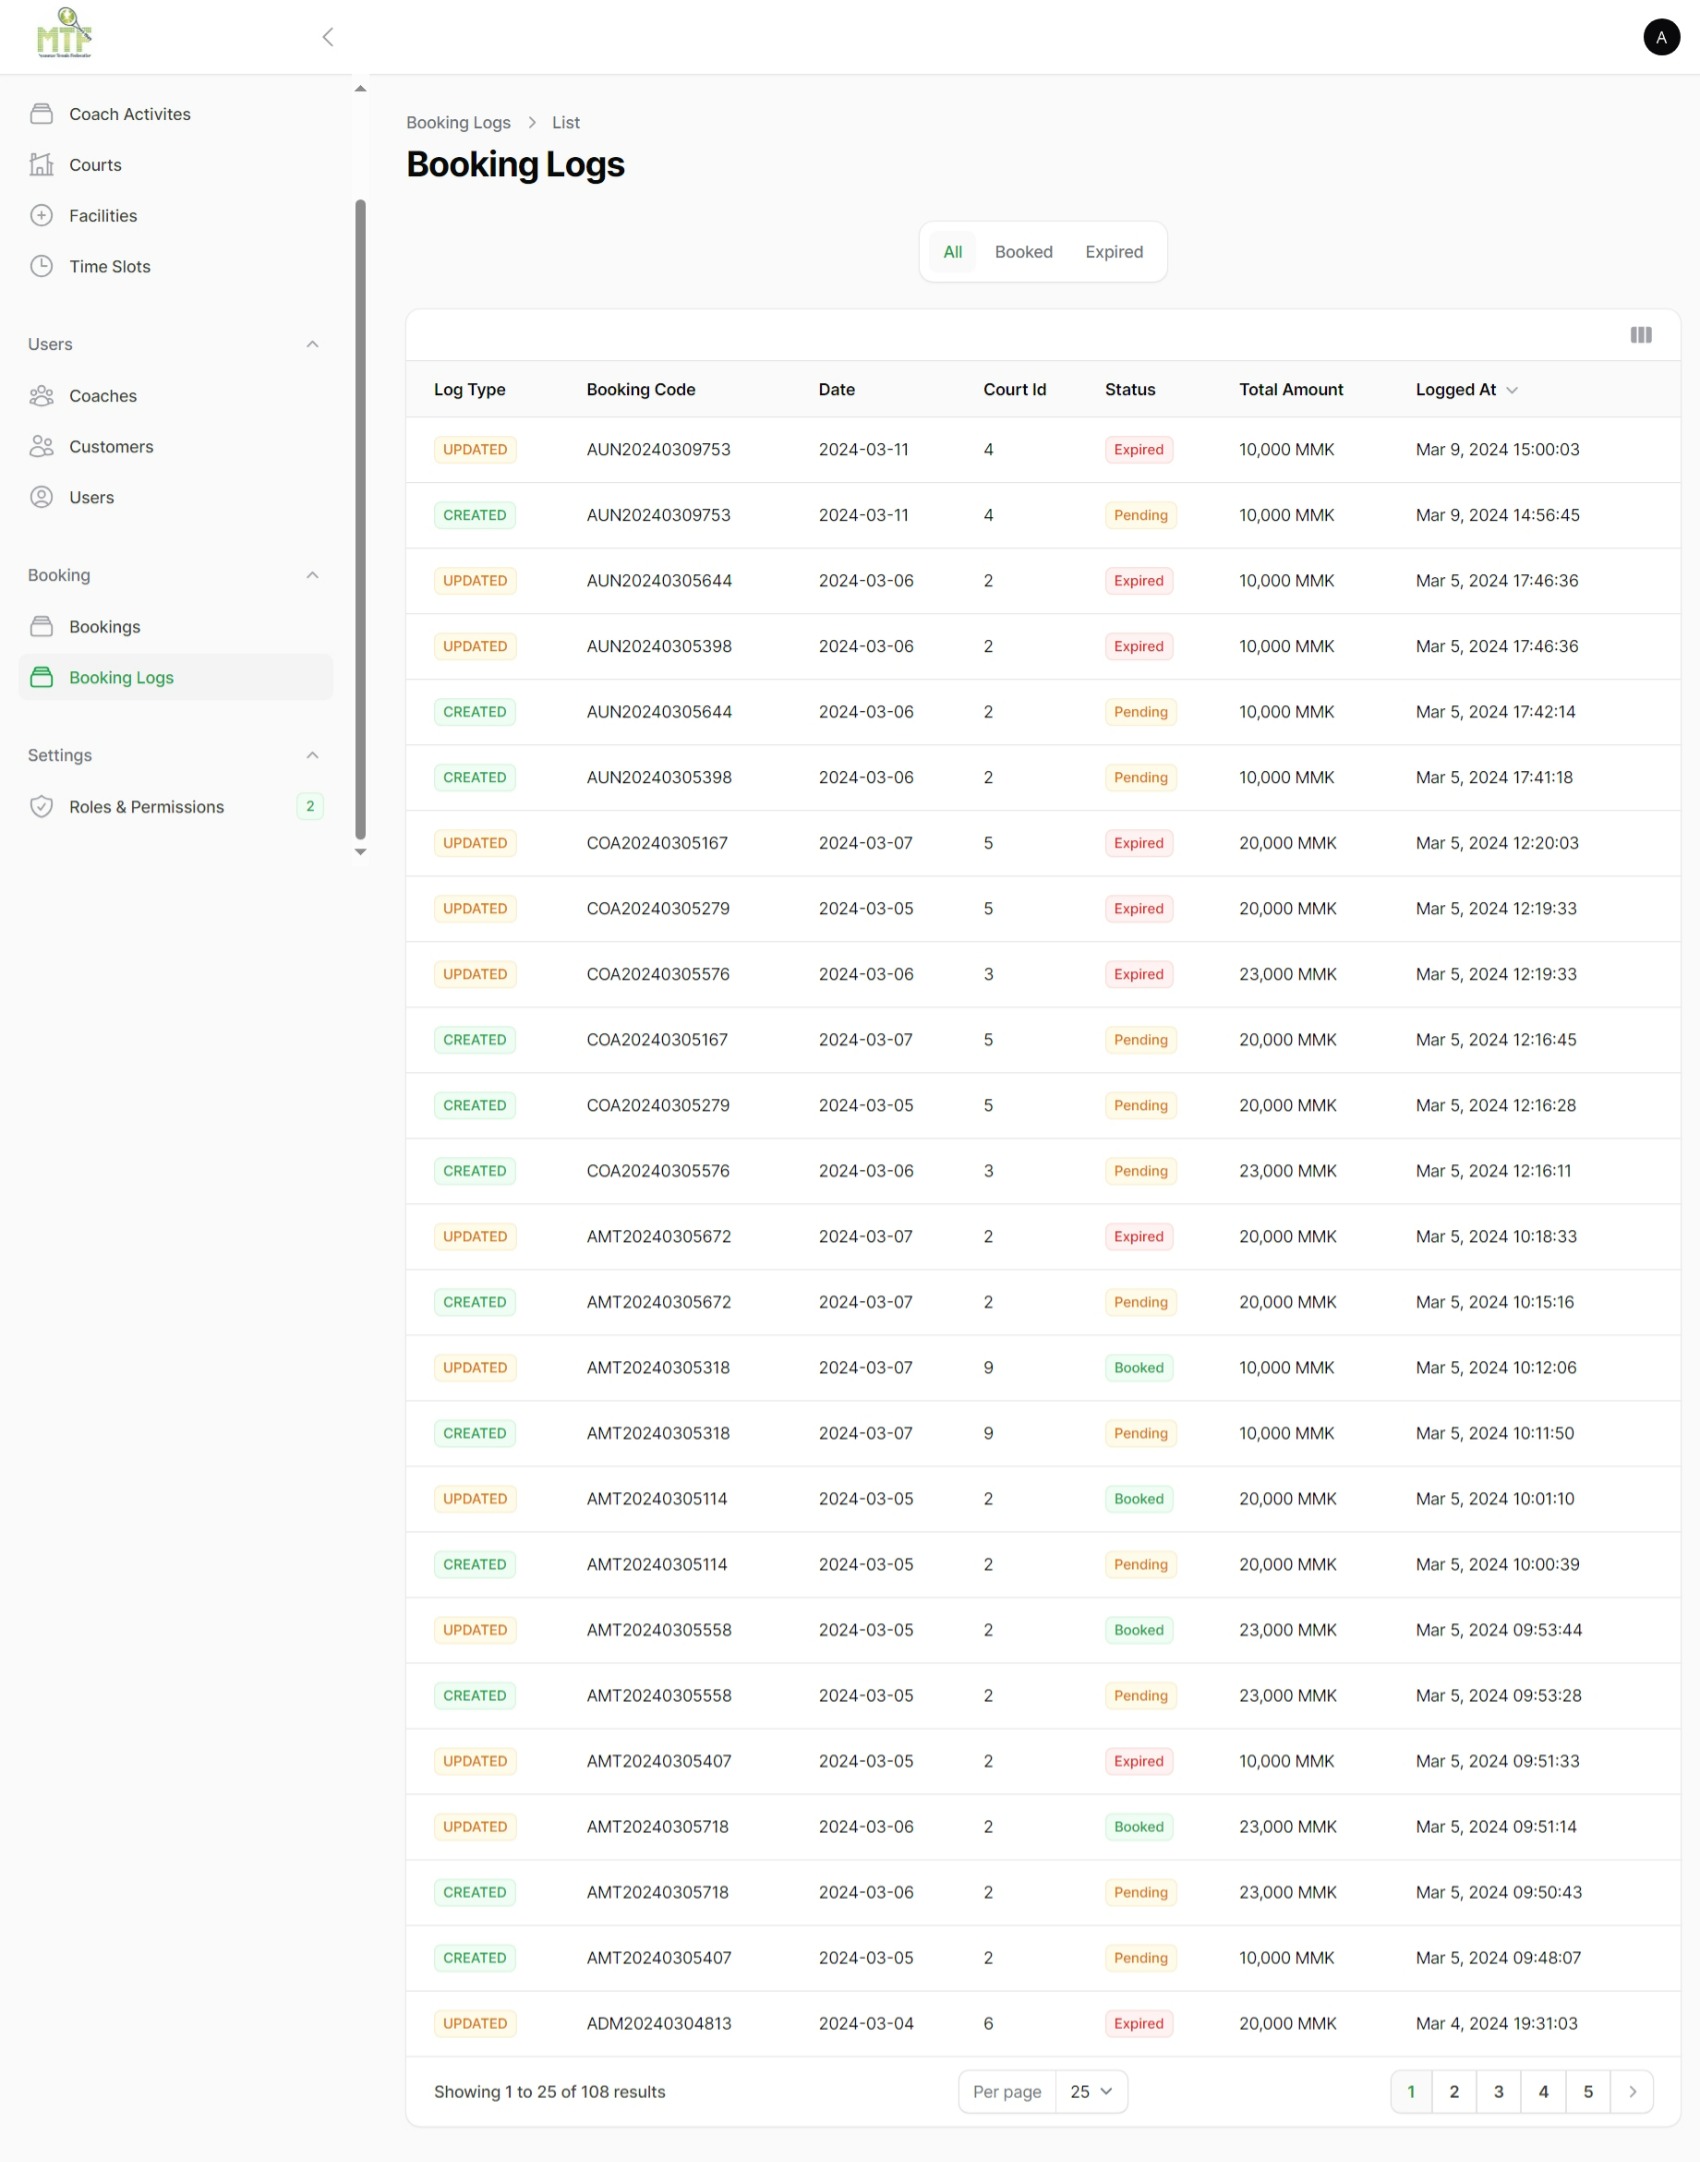 MTF
A
Coach Activites
Courts
Facilities
Time Slots
Users
Coaches
Customers
Users
Booking
Bookings
Booking Logs
Settings
Roles & Permissions 2
Booking Logs > List
Booking Logs
All Booked Expired
Log Type Booking Code Date Court Id Status Total Amount Logged At
UPDATED AUN20240309753 2024-03-11 4 Expired 10,000 MMK Mar 9, 2024 15:00:03
CREATED AUN20240309753 2024-03-11 4 Pending 10,000 MMK Mar 9, 2024 14:56:45
UPDATED AUN20240305644 2024-03-06 2 Expired 10,000 MMK Mar 5, 2024 17:46:36
UPDATED AUN20240305398 2024-03-06 2 Expired 10,000 MMK Mar 5, 2024 17:46:36
CREATED AUN20240305644 2024-03-06 2 Pending 10,000 MMK Mar 5, 2024 17:42:14
CREATED AUN20240305398 2024-03-06 2 Pending 10,000 MMK Mar 5, 2024 17:41:18
UPDATED COA20240305167 2024-03-07 5 Expired 20,000 MMK Mar 5, 2024 12:20:03
UPDATED COA20240305279 2024-03-05 5 Expired 20,000 MMK Mar 5, 2024 12:19:33
UPDATED COA20240305576 2024-03-06 3 Expired 23,000 MMK Mar 5, 2024 12:19:33
CREATED COA20240305167 2024-03-07 5 Pending 20,000 MMK Mar 5, 2024 12:16:45
CREATED COA20240305279 2024-03-05 5 Pending 20,000 MMK Mar 5, 2024 12:16:28
CREATED COA20240305576 2024-03-06 3 Pending 23,000 MMK Mar 5, 2024 12:16:11
UPDATED AMT20240305672 2024-03-07 2 Expired 20,000 MMK Mar 5, 2024 10:18:33
CREATED AMT20240305672 2024-03-07 2 Pending 20,000 MMK Mar 5, 2024 10:15:16
UPDATED AMT20240305318 2024-03-07 9 Booked 10,000 MMK Mar 5, 2024 10:12:06
CREATED AMT20240305318 2024-03-07 9 Pending 10,000 MMK Mar 5, 2024 10:11:50
UPDATED AMT20240305114 2024-03-05 2 Booked 20,000 MMK Mar 5, 2024 10:01:10
CREATED AMT20240305114 2024-03-05 2 Pending 20,000 MMK Mar 5, 2024 10:00:39
UPDATED AMT20240305558 2024-03-05 2 Booked 23,000 MMK Mar 5, 2024 09:53:44
CREATED AMT20240305558 2024-03-05 2 Pending 23,000 MMK Mar 5, 2024 09:53:28
UPDATED AMT20240305407 2024-03-05 2 Expired 10,000 MMK Mar 5, 2024 09:51:33
UPDATED AMT20240305718 2024-03-06 2 Booked 23,000 MMK Mar 5, 2024 09:51:14
CREATED AMT20240305718 2024-03-06 2 Pending 23,000 MMK Mar 5, 2024 09:50:43
CREATED AMT20240305407 2024-03-05 2 Pending 10,000 MMK Mar 5, 2024 09:48:07
UPDATED ADM20240304813 2024-03-04 6 Expired 20,000 MMK Mar 4, 2024 19:31:03
Showing 1 to 25 of 108 results Per page 25 1 2 3 4 5